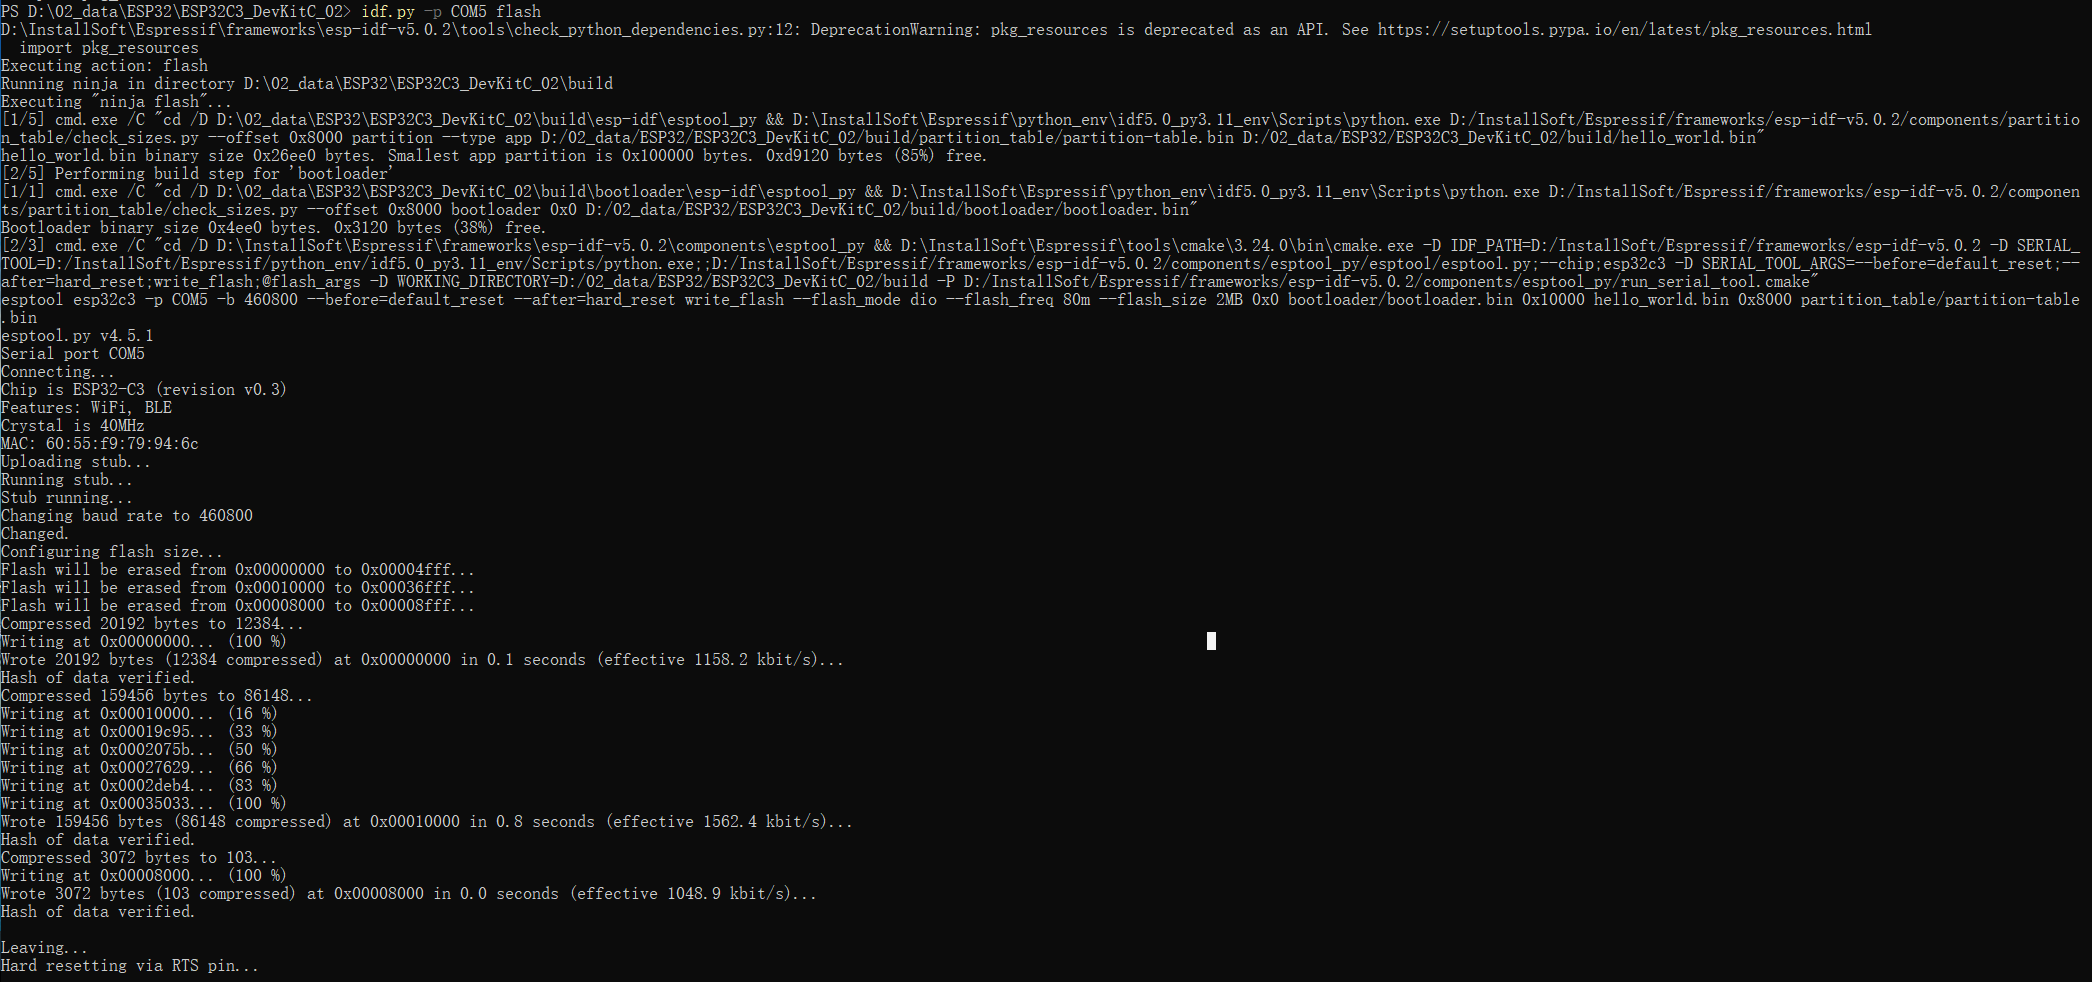 PS D:\02_data\ESP32\ESP32C3_DevKitC_02> idf.py -p COM5 flash
D:\InstallSoft\Espressif\frameworks\esp-idf-v5.0.2\tools\check_python_dependencies.py:12: DeprecationWarning: pkg_resources is deprecated as an API. See https://setuptools.pypa.io/en/latest/pkg_resources.html
  import pkg_resources
Executing action: flash
Running ninja in directory D:\02_data\ESP32\ESP32C3_DevKitC_02\build
Executing "ninja flash"...
[1/5] cmd.exe /C "cd /D D:\02_data\ESP32\ESP32C3_DevKitC_02\build\esp-idf\esptool_py && D:\InstallSoft\Espressif\python_env\idf5.0_py3.11_env\Scripts\python.exe D:/InstallSoft/Espressif/frameworks/esp-idf-v5.0.2/components/partitio
n_table/check_sizes.py --offset 0x8000 partition --type app D:/02_data/ESP32/ESP32C3_DevKitC_02/build/partition_table/partition-table.bin D:/02_data/ESP32/ESP32C3_DevKitC_02/build/hello_world.bin"
hello_world.bin binary size 0x26ee0 bytes. Smallest app partition is 0x100000 bytes. 0xd9120 bytes (85%) free.
[2/5] Performing build step for 'bootloader'
[1/1] cmd.exe /C "cd /D D:\02_data\ESP32\ESP32C3_DevKitC_02\build\bootloader\esp-idf\esptool_py && D:\InstallSoft\Espressif\python_env\idf5.0_py3.11_env\Scripts\python.exe D:/InstallSoft/Espressif/frameworks/esp-idf-v5.0.2/componen
ts/partition_table/check_sizes.py --offset 0x8000 bootloader 0x0 D:/02_data/ESP32/ESP32C3_DevKitC_02/build/bootloader/bootloader.bin"
Bootloader binary size 0x4ee0 bytes. 0x3120 bytes (38%) free.
[2/3] cmd.exe /C "cd /D D:\InstallSoft\Espressif\frameworks\esp-idf-v5.0.2\components\esptool_py && D:\InstallSoft\Espressif\tools\cmake\3.24.0\bin\cmake.exe -D IDF_PATH=D:/InstallSoft/Espressif/frameworks/esp-idf-v5.0.2 -D SERIAL_
TOOL=D:/InstallSoft/Espressif/python_env/idf5.0_py3.11_env/Scripts/python.exe;;D:/InstallSoft/Espressif/frameworks/esp-idf-v5.0.2/components/esptool_py/esptool/esptool.py;--chip;esp32c3 -D SERIAL_TOOL_ARGS=--before=default_reset;--
after=hard_reset;write_flash;@flash_args -D WORKING_DIRECTORY=D:/02_data/ESP32/ESP32C3_DevKitC_02/build -P D:/InstallSoft/Espressif/frameworks/esp-idf-v5.0.2/components/esptool_py/run_serial_tool.cmake"
esptool esp32c3 -p COM5 -b 460800 --before=default_reset --after=hard_reset write_flash --flash_mode dio --flash_freq 80m --flash_size 2MB 0x0 bootloader/bootloader.bin 0x10000 hello_world.bin 0x8000 partition_table/partition-table
.bin
esptool.py v4.5.1
Serial port COM5
Connecting...
Chip is ESP32-C3 (revision v0.3)
Features: WiFi, BLE
Crystal is 40MHz
MAC: 60:55:f9:79:94:6c
Uploading stub...
Running stub...
Stub running...
Changing baud rate to 460800
Changed.
Configuring flash size...
Flash will be erased from 0x00000000 to 0x00004fff...
Flash will be erased from 0x00010000 to 0x00036fff...
Flash will be erased from 0x00008000 to 0x00008fff...
Compressed 20192 bytes to 12384...
Writing at 0x00000000... (100 %)
Wrote 20192 bytes (12384 compressed) at 0x00000000 in 0.1 seconds (effective 1158.2 kbit/s)...
Hash of data verified.
Compressed 159456 bytes to 86148...
Writing at 0x00010000... (16 %)
Writing at 0x00019c95... (33 %)
Writing at 0x0002075b... (50 %)
Writing at 0x00027629... (66 %)
Writing at 0x0002deb4... (83 %)
Writing at 0x00035033... (100 %)
Wrote 159456 bytes (86148 compressed) at 0x00010000 in 0.8 seconds (effective 1562.4 kbit/s)...
Hash of data verified.
Compressed 3072 bytes to 103...
Writing at 0x00008000... (100 %)
Wrote 3072 bytes (103 compressed) at 0x00008000 in 0.0 seconds (effective 1048.9 kbit/s)...
Hash of data verified.

Leaving...
Hard resetting via RTS pin...